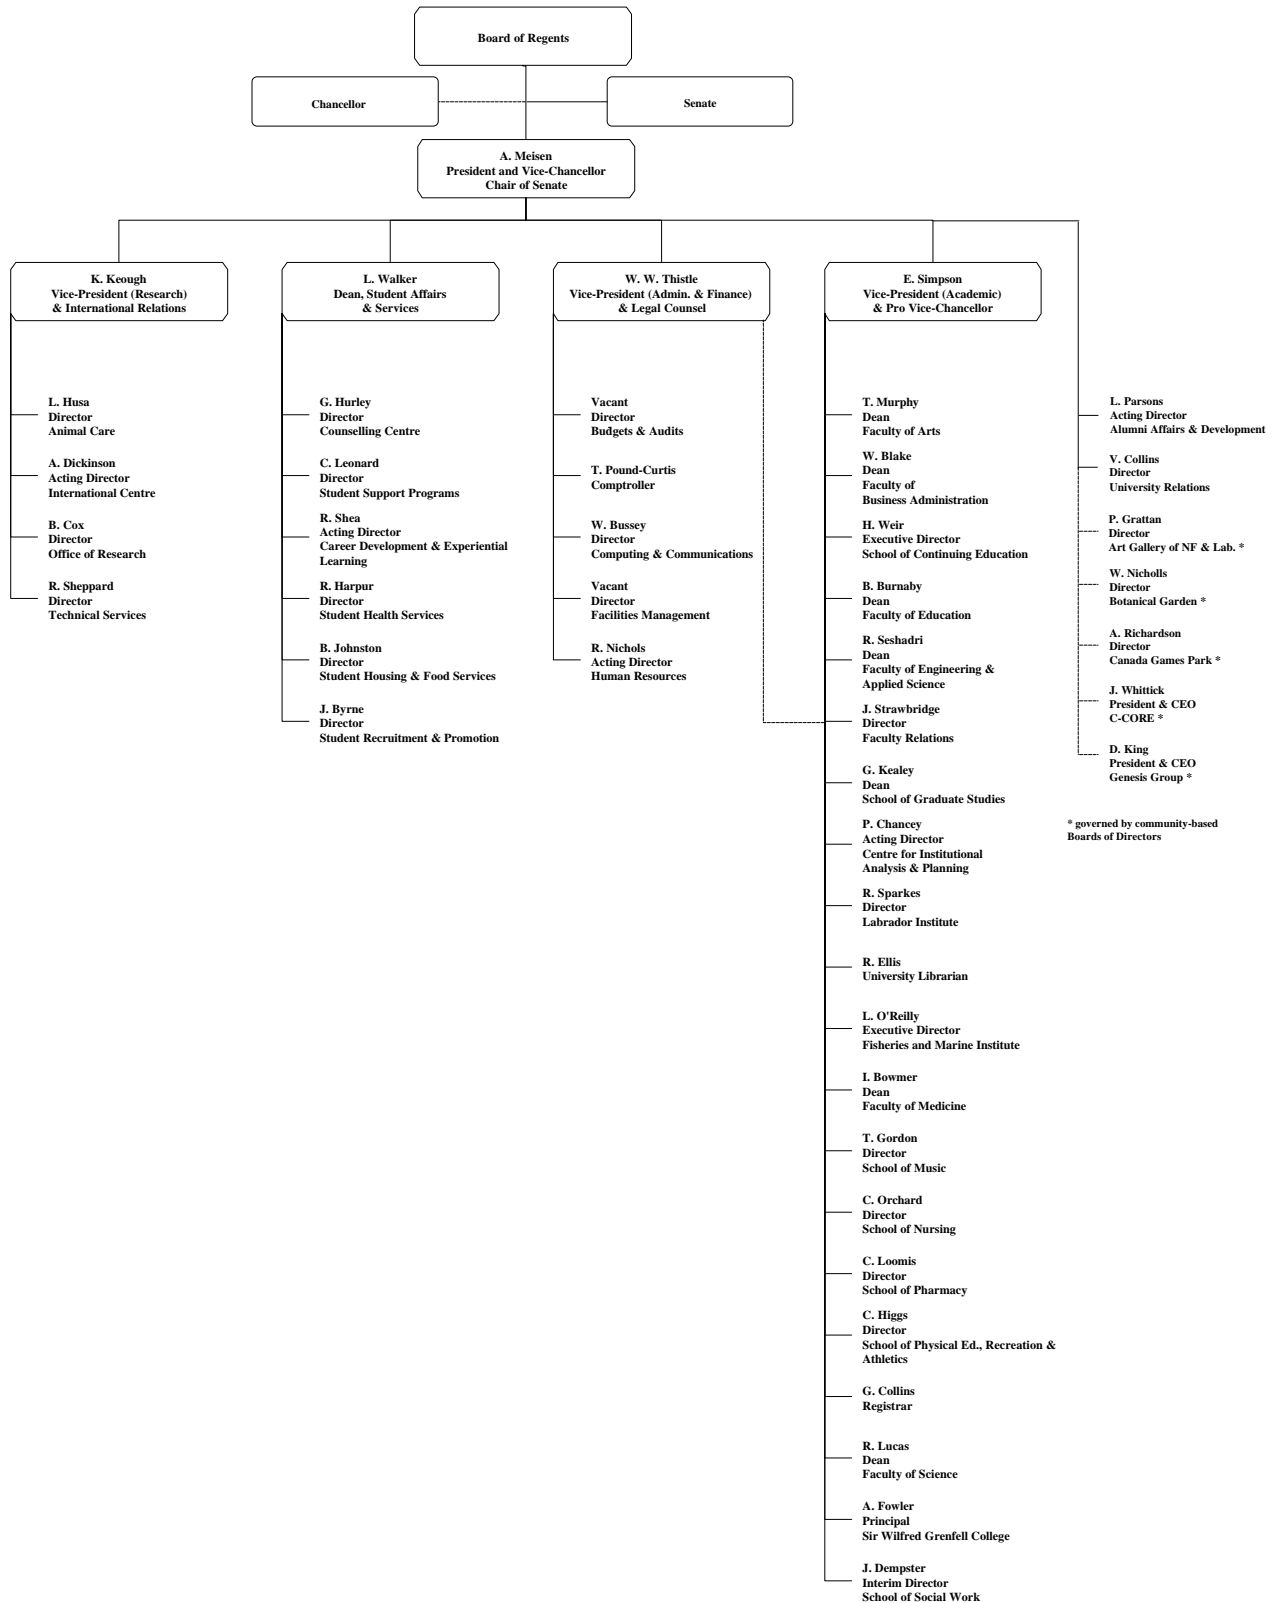 Board of Regents
Chancellor
Senate
A. Meisen
President and Vice-Chancellor
Chair of Senate
K. Keough
Vice-President (Research)
& International Relations
L. Walker
Dean, Student Affairs
& Services
W. W. Thistle
Vice-President (Admin. & Finance)
& Legal Counsel
E. Simpson
Vice-President (Academic)
& Pro Vice-Chancellor
L. Husa
Director
Animal Care
A. Dickinson
Acting Director
International Centre
B. Cox
Director
Office of Research
R. Sheppard
Director
Technical Services
G. Hurley
Director
Counselling Centre
C. Leonard
Director
Student Support Programs
R. Shea
Acting Director
Career Development & Experiential
Learning
R. Harpur
Director
Student Health Services
B. Johnston
Director
Student Housing & Food Services
J. Byrne
Director
Student Recruitment & Promotion
Vacant
Director
Budgets & Audits
T. Pound-Curtis
Comptroller
W. Bussey
Director
Computing & Communications
Vacant
Director
Facilities Management
R. Nichols
Acting Director
Human Resources
T. Murphy
Dean
Faculty of Arts
W. Blake
Dean
Faculty of
Business Administration
H. Weir
Executive Director
School of Continuing Education
B. Burnaby
Dean
Faculty of Education
R. Seshadri
Dean
Faculty of Engineering &
Applied Science
J. Strawbridge
Director
Faculty Relations
G. Kealey
Dean
School of Graduate Studies
P. Chancey
Acting Director
Centre for Institutional
Analysis & Planning
R. Sparkes
Director
Labrador Institute
R. Ellis
University Librarian
L. O'Reilly
Executive Director
Fisheries and Marine Institute
I. Bowmer
Dean
Faculty of Medicine
T. Gordon
Director
School of Music
C. Orchard
Director
School of Nursing
C. Loomis
Director
School of Pharmacy
C. Higgs
Director
School of Physical Ed., Recreation &
Athletics
G. Collins
Registrar
R. Lucas
Dean
Faculty of Science
A. Fowler
Principal
Sir Wilfred Grenfell College
J. Dempster
Interim Director
School of Social Work
L. Parsons
Acting Director
Alumni Affairs & Development
V. Collins
Director
University Relations
P. Grattan
Director
Art Gallery of NF & Lab. *
W. Nicholls
Director
Botanical Garden *
A. Richardson
Director
Canada Games Park *
J. Whittick
President & CEO
C-CORE *
D. King
President & CEO
Genesis Group *
* governed by community-based
Boards of Directors